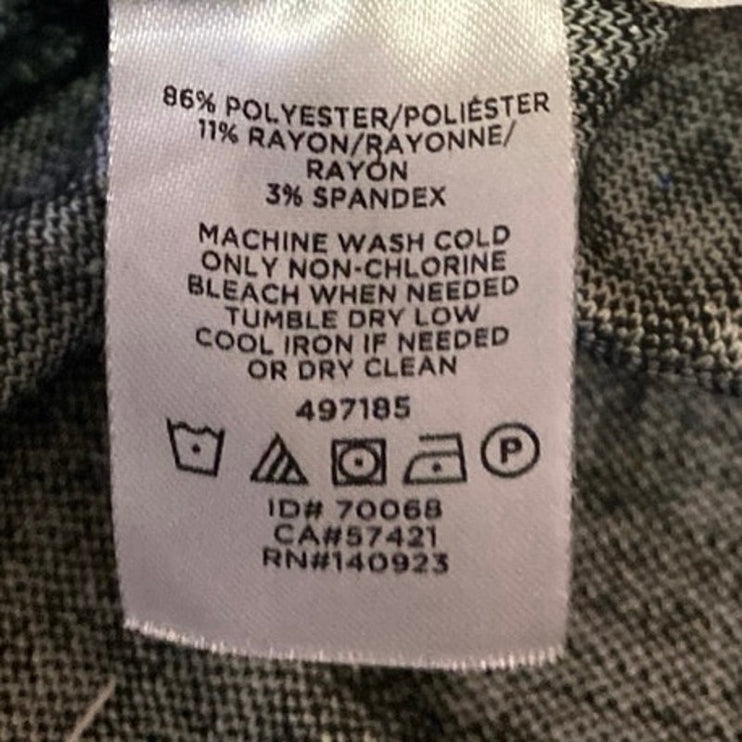 86% POLYESTER/POLIÉSTER
11% RAYON/RAYONNE/
RAYÓN
3% SPANDEX
MACHINE WASH COLD
ONLY NON-CHLORINE
BLEACH WHEN NEEDED
TUMBLE DRY LOW
COOL IRON IF NEEDED
OR DRY CLEAN
497185
P
ID# 70068
CA#57421
RN#140923